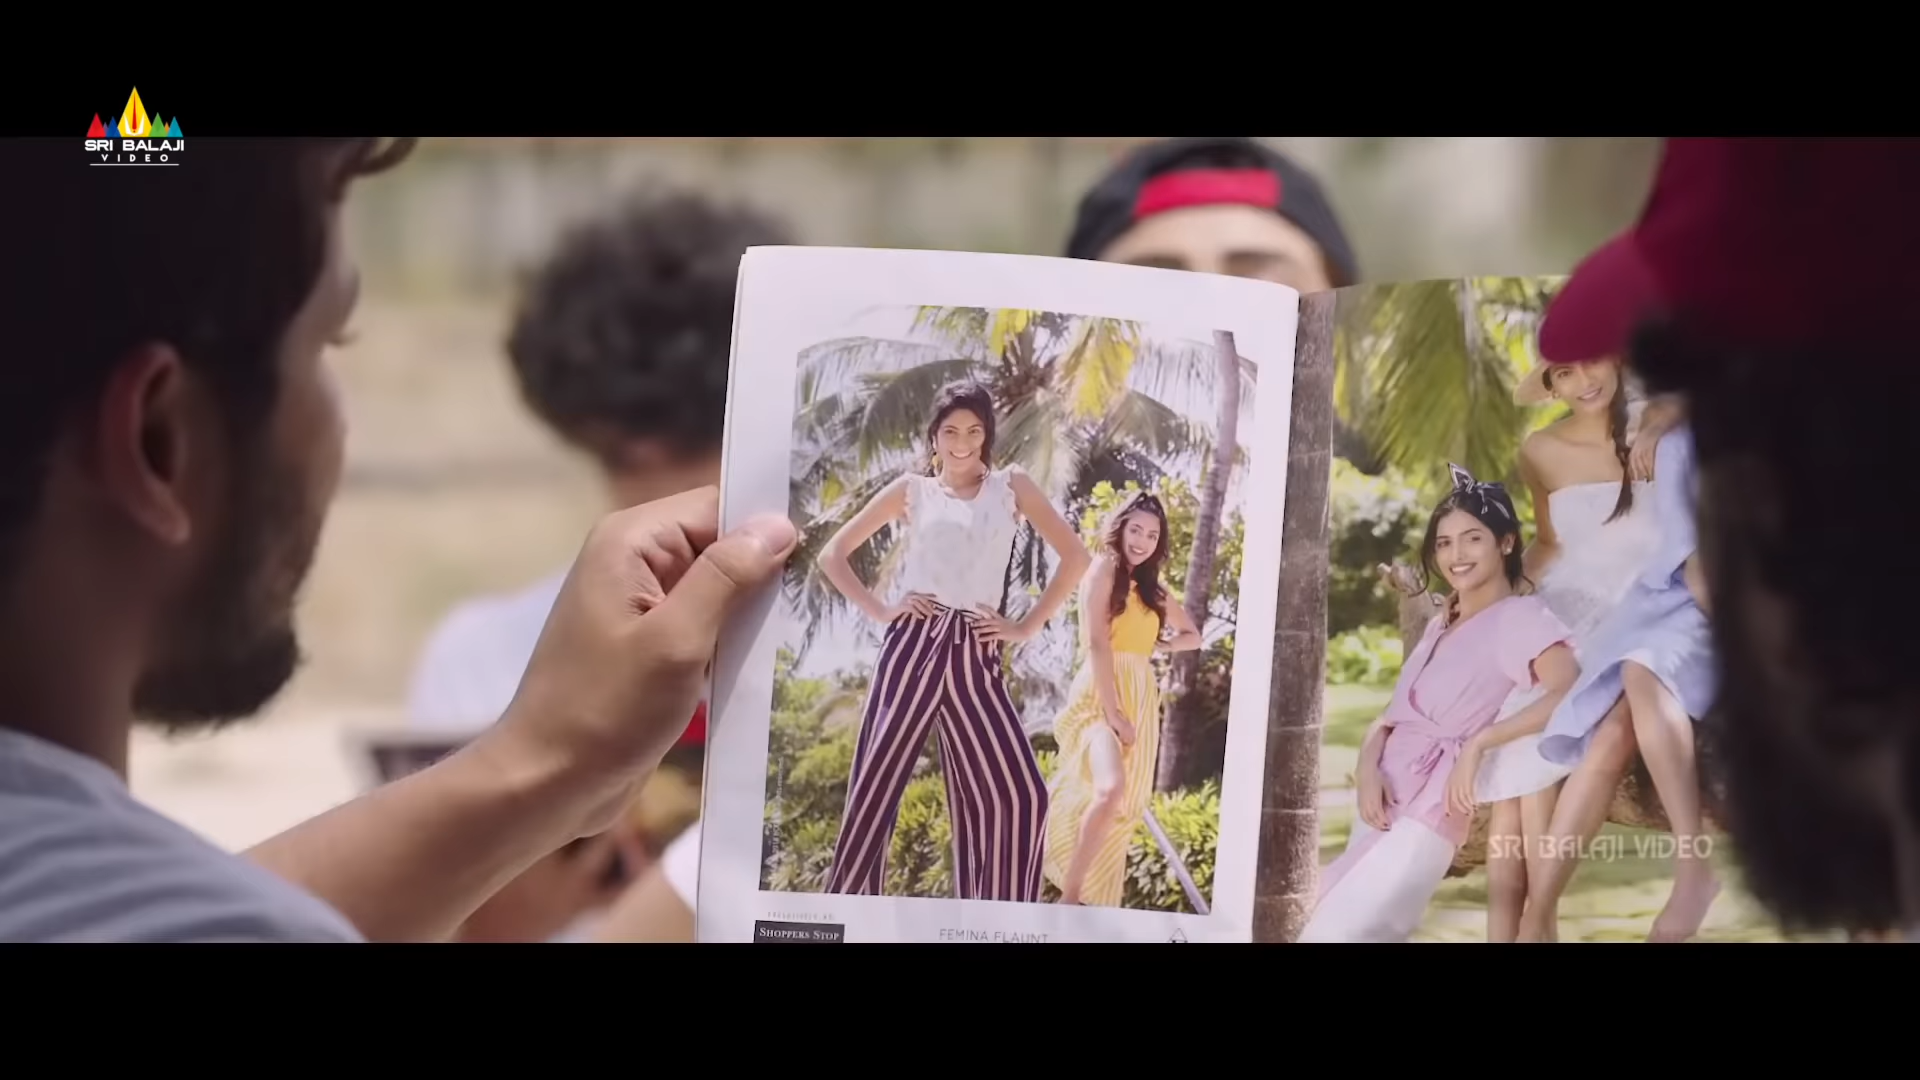 SRI BALAJI
VIDEO
SRI BALAJI VIDEO
SHOPPERS STOP
FEMINA FLAUNT